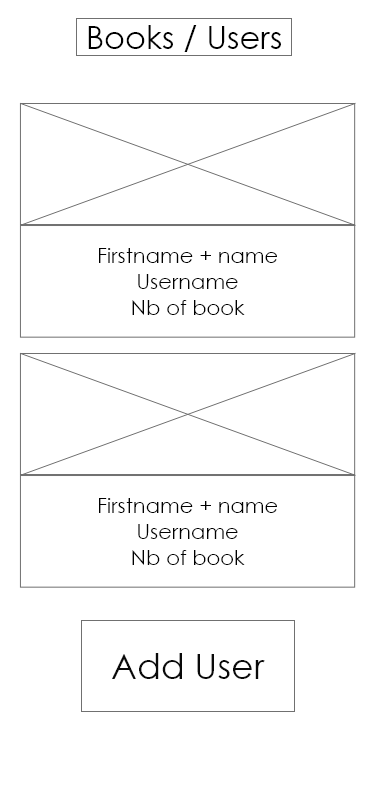 Books / Users
Firstname + name
Username
Nb of book
Firstname + name
Username
Nb of book
Add User